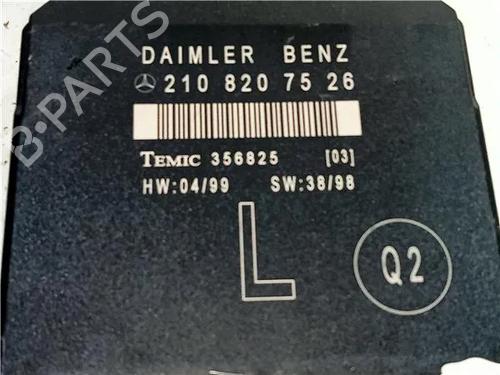 DAIMLER BENZ
210 820 75 26
TEMIC 356825 [03]
HW:04/99 SW:38/98
L
Q2
B-PARTS